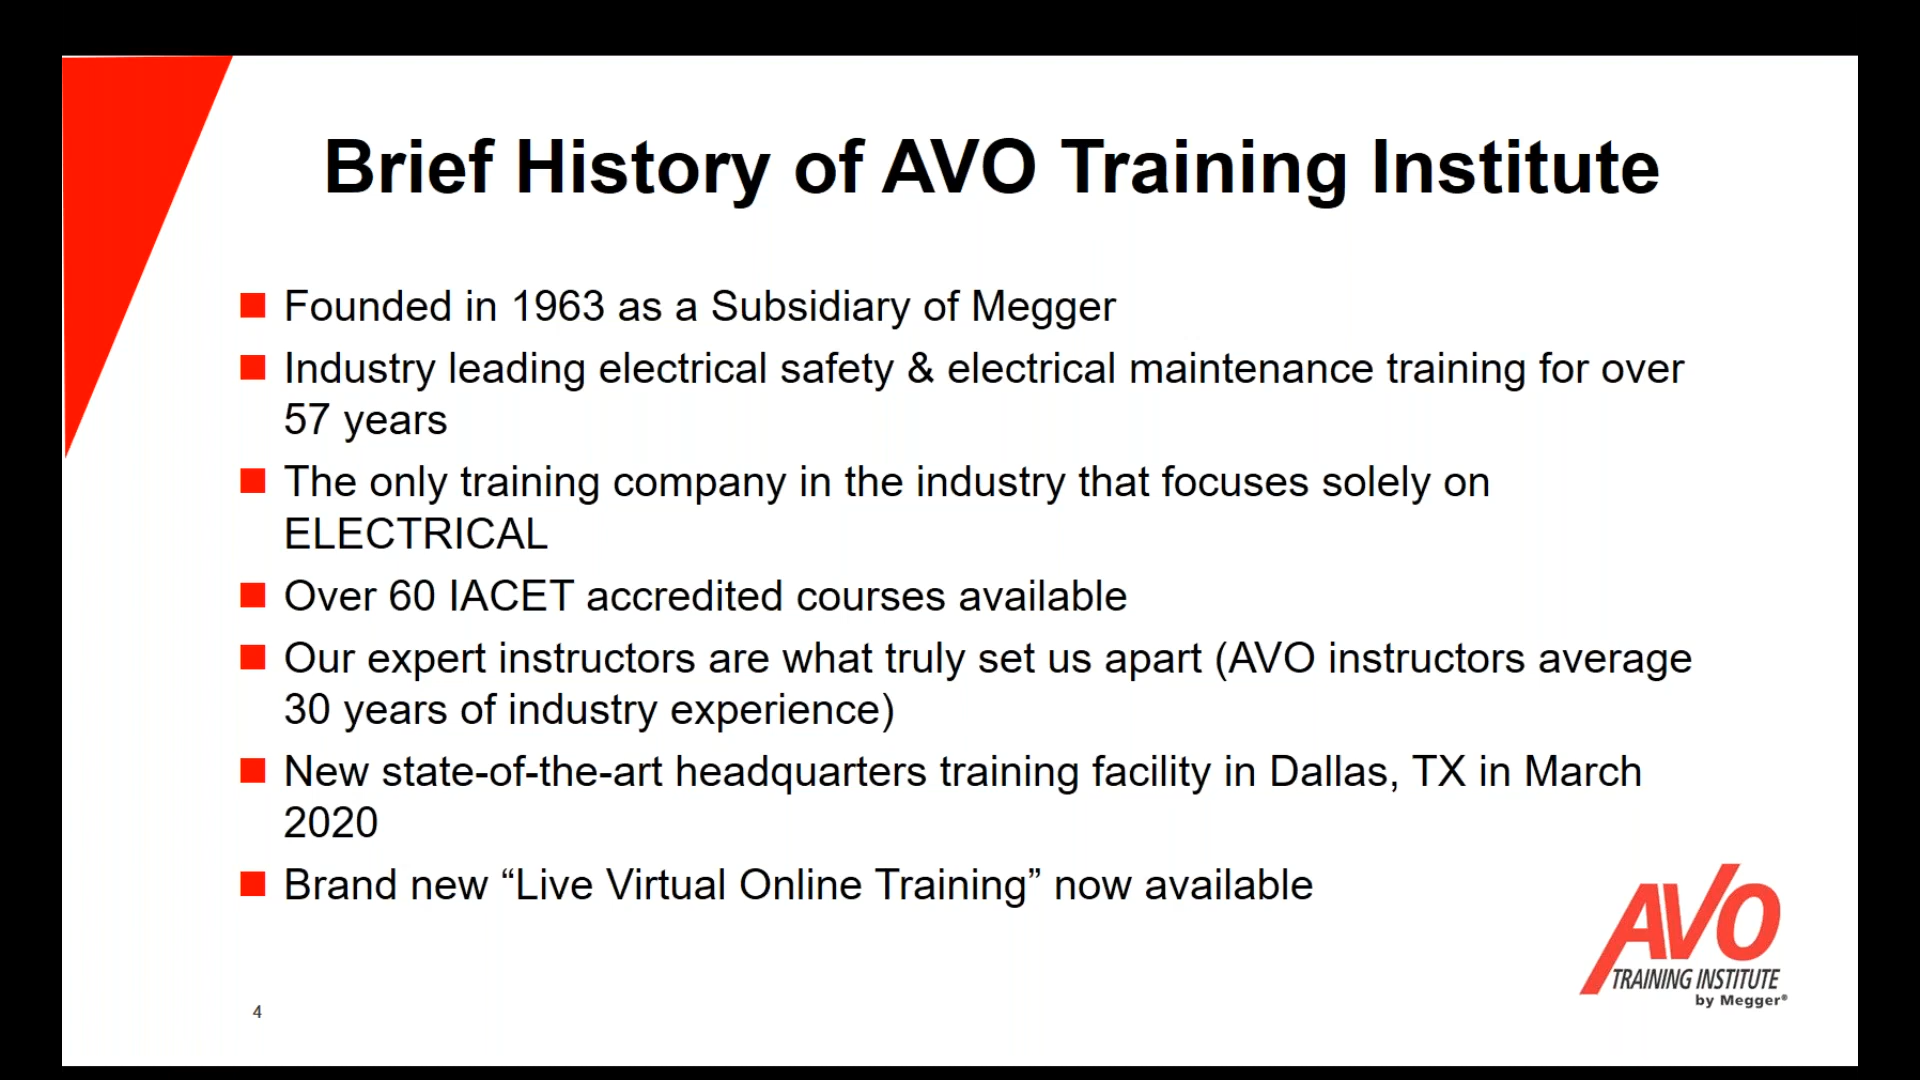 Brief History of AVO Training Institute
Founded in 1963 as a Subsidiary of Megger
Industry leading electrical safety & electrical maintenance training for over
57 years
The only training company in the industry that focuses solely on
ELECTRICAL
Over 60 IACET accredited courses available
Our expert instructors are what truly set us apart (AVO instructors average
30 years of industry experience)
New state-of-the-art headquarters training facility in Dallas, TX in March
2020
Brand new “Live Virtual Online Training” now available
AVO
TRAINING INSTITUTE
by Megger®
4